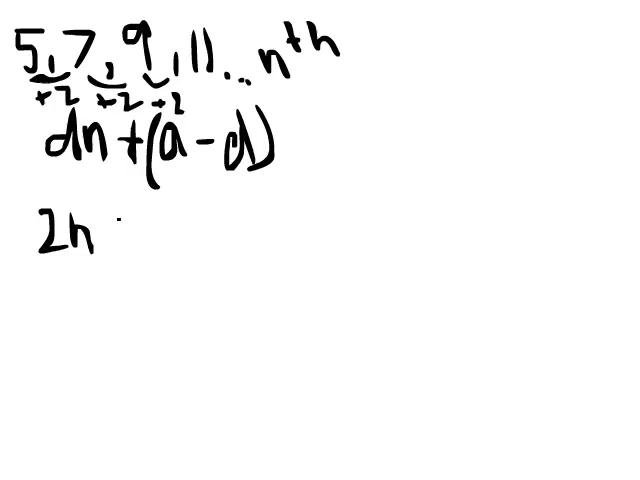 5, 7, 9, 11 ... nth
+2 +2 +2
dn + (a - d)
2n